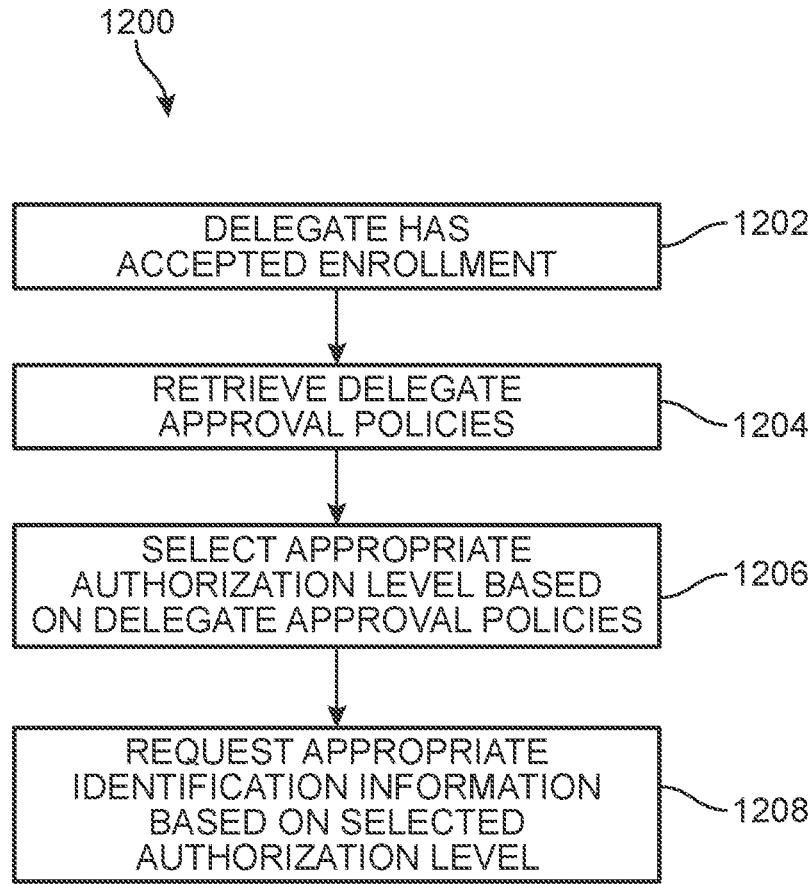 1200
DELEGATE HAS
ACCEPTED ENROLLMENT
1202
RETRIEVE DELEGATE
APPROVAL POLICIES
1204
SELECT APPROPRIATE
AUTHORIZATION LEVEL BASED
ON DELEGATE APPROVAL POLICIES
1206
REQUEST APPROPRIATE
IDENTIFICATION INFORMATION
BASED ON SELECTED
AUTHORIZATION LEVEL
1208